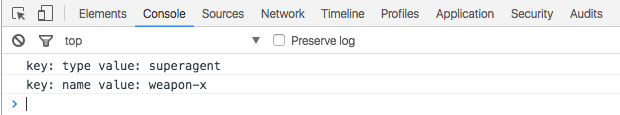 Elements Console Sources Network Timeline Profiles Application Security Audits
top Preserve log
key: type value: superagent
key: name value: weapon-x
>